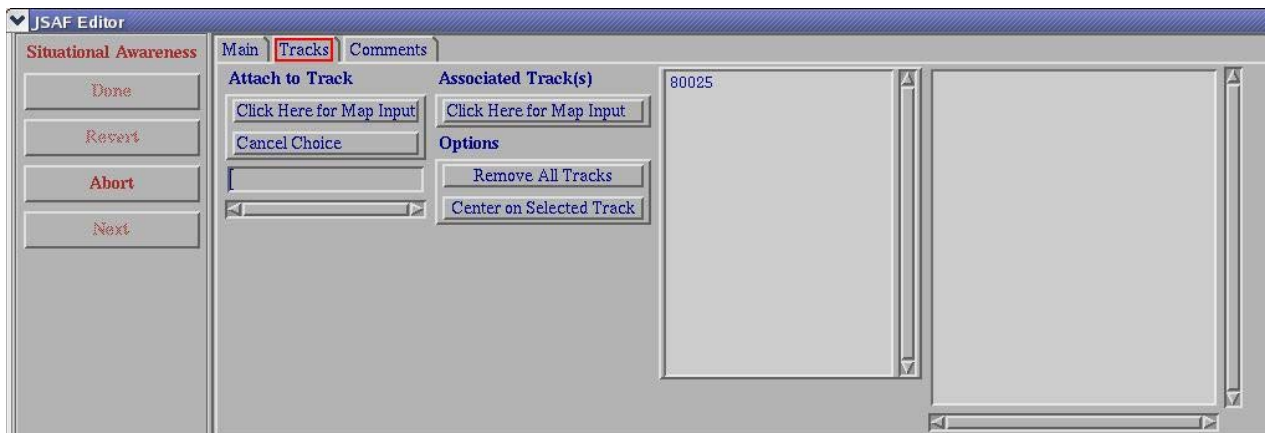 JSAF Editor
Situational Awareness
Done
Revert
Abort
Next
Main Tracks Comments
Attach to Track
Click Here for Map Input
Cancel Choice
Associated Track(s)
Click Here for Map Input
Options
Remove All Tracks
Center on Selected Track
80025